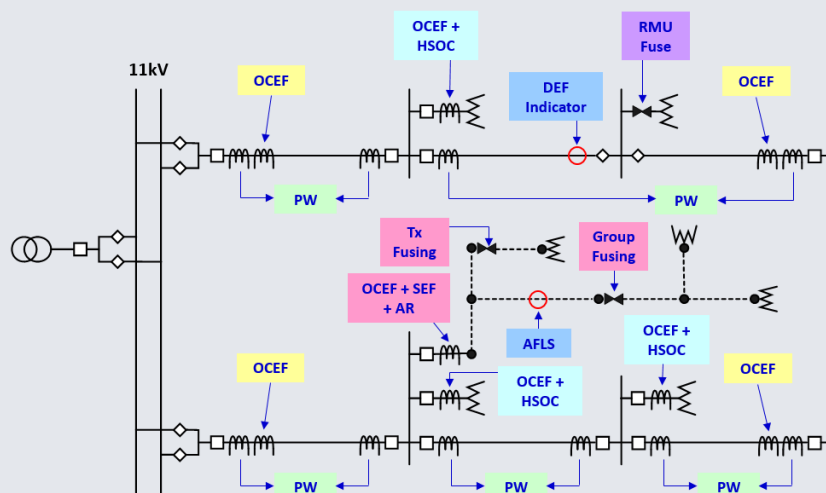 OCEF +
HSOC
RMU
Fuse
11kV
OCEF
DEF
Indicator
OCEF
PW
PW
Tx
Fusing
Group
Fusing
OCEF + SEF
+ AR
AFLS
OCEF +
HSOC
OCEF
OCEF +
HSOC
OCEF
PW
PW
PW